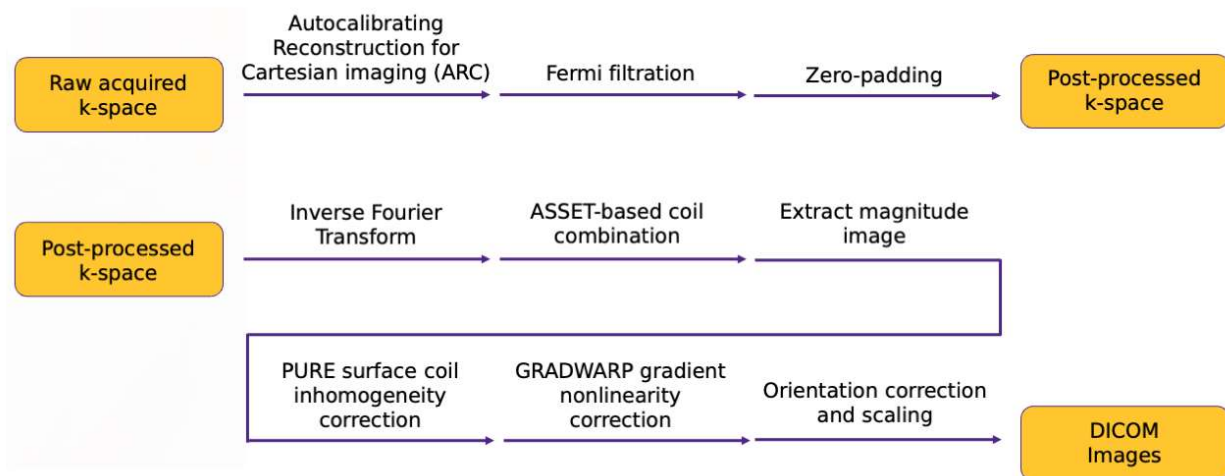 Raw acquired
k-space
Autocalibrating
Reconstruction for
Cartesian imaging (ARC)
Fermi filtration
Zero-padding
Post-processed
k-space
Post-processed
k-space
Inverse Fourier
Transform
ASSET-based coil
combination
Extract magnitude
image
PURE surface coil
inhomogeneity
correction
GRADWARP gradient
nonlinearity
correction
Orientation correction
and scaling
DICOM
Images